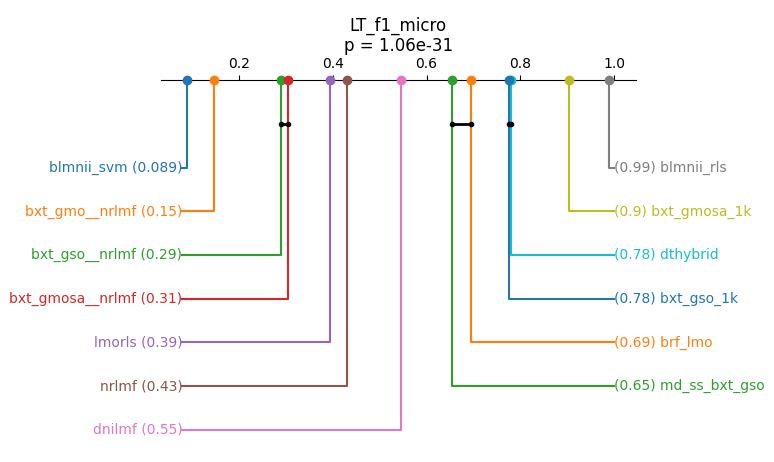 LT_f1_micro
p = 1.06e-31
0.2 0.4 0.6 0.8 1.0
blmnii_svm (0.089) (0.99) blmnii_rls
bxt_gmo__nrlmf (0.15) (0.9) bxt_gmosa_1k
bxt_gso__nrlmf (0.29) (0.78) dthybrid
bxt_gmosa__nrlmf (0.31) (0.78) bxt_gso_1k
lmorls (0.39) (0.69) brf_lmo
nrlmf (0.43) (0.65) md_ss_bxt_gso
dnilmf (0.55)